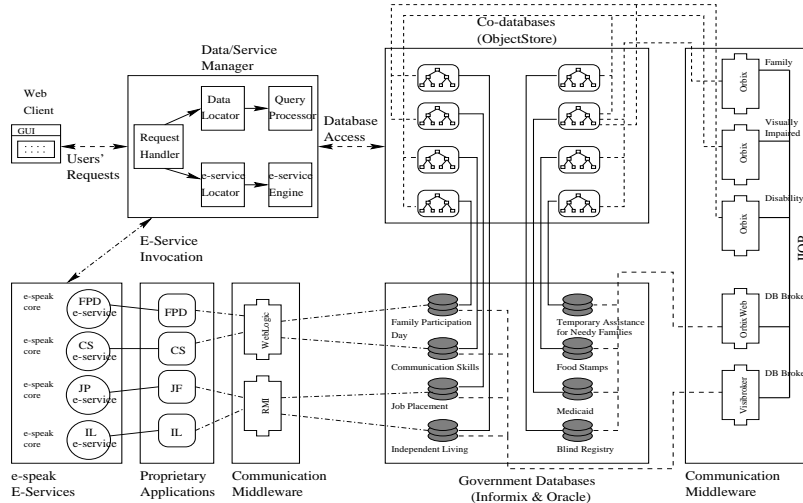 Co-databases
(ObjectStore)
Data/Service
Manager
Web
Client
GUI
Users'
Requests
Request
Handler
Data
Locator
Query
Processor
e-service
Locator
e-service
Engine
Database
Access
E-Service
Invocation
Orbix
Family
Orbix
Visually
Impaired
Orbix
Disability
IIOP
OrbixWeb
DB Broke
Visibroker
DB Broke
e-speak
core
FPD
e-service
FPD
e-speak
core
CS
e-service
CS
e-speak
core
JP
e-service
JF
e-speak
core
IL
e-service
IL
WebLogic
RMI
Family Participation
Day
Communication Skills
Job Placement
Independent Living
Temporary Assistance
for Needy Families
Food Stamps
Medicaid
Blind Registry
e-speak
E-Services
Proprietary
Applications
Communication
Middleware
Government Databases
(Informix & Oracle)
Communication
Middleware